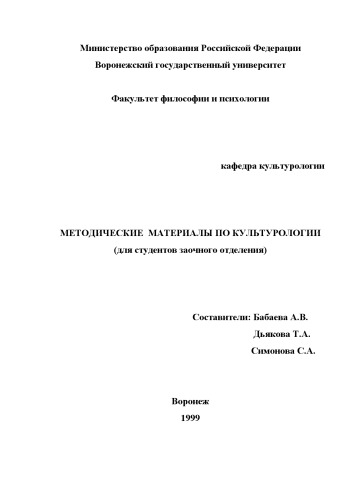 Министерство образования Российской Федерации
Воронежский государственный университет
Факультет философии и психологии
кафедра культурологии
МЕТОДИЧЕСКИЕ МАТЕРИАЛЫ ПО КУЛЬТУРОЛОГИИ
(для студентов заочного отделения)
Составители: Бабаева А.В.
Дьякова Т.А.
Симонова С.А.
Воронеж
1999